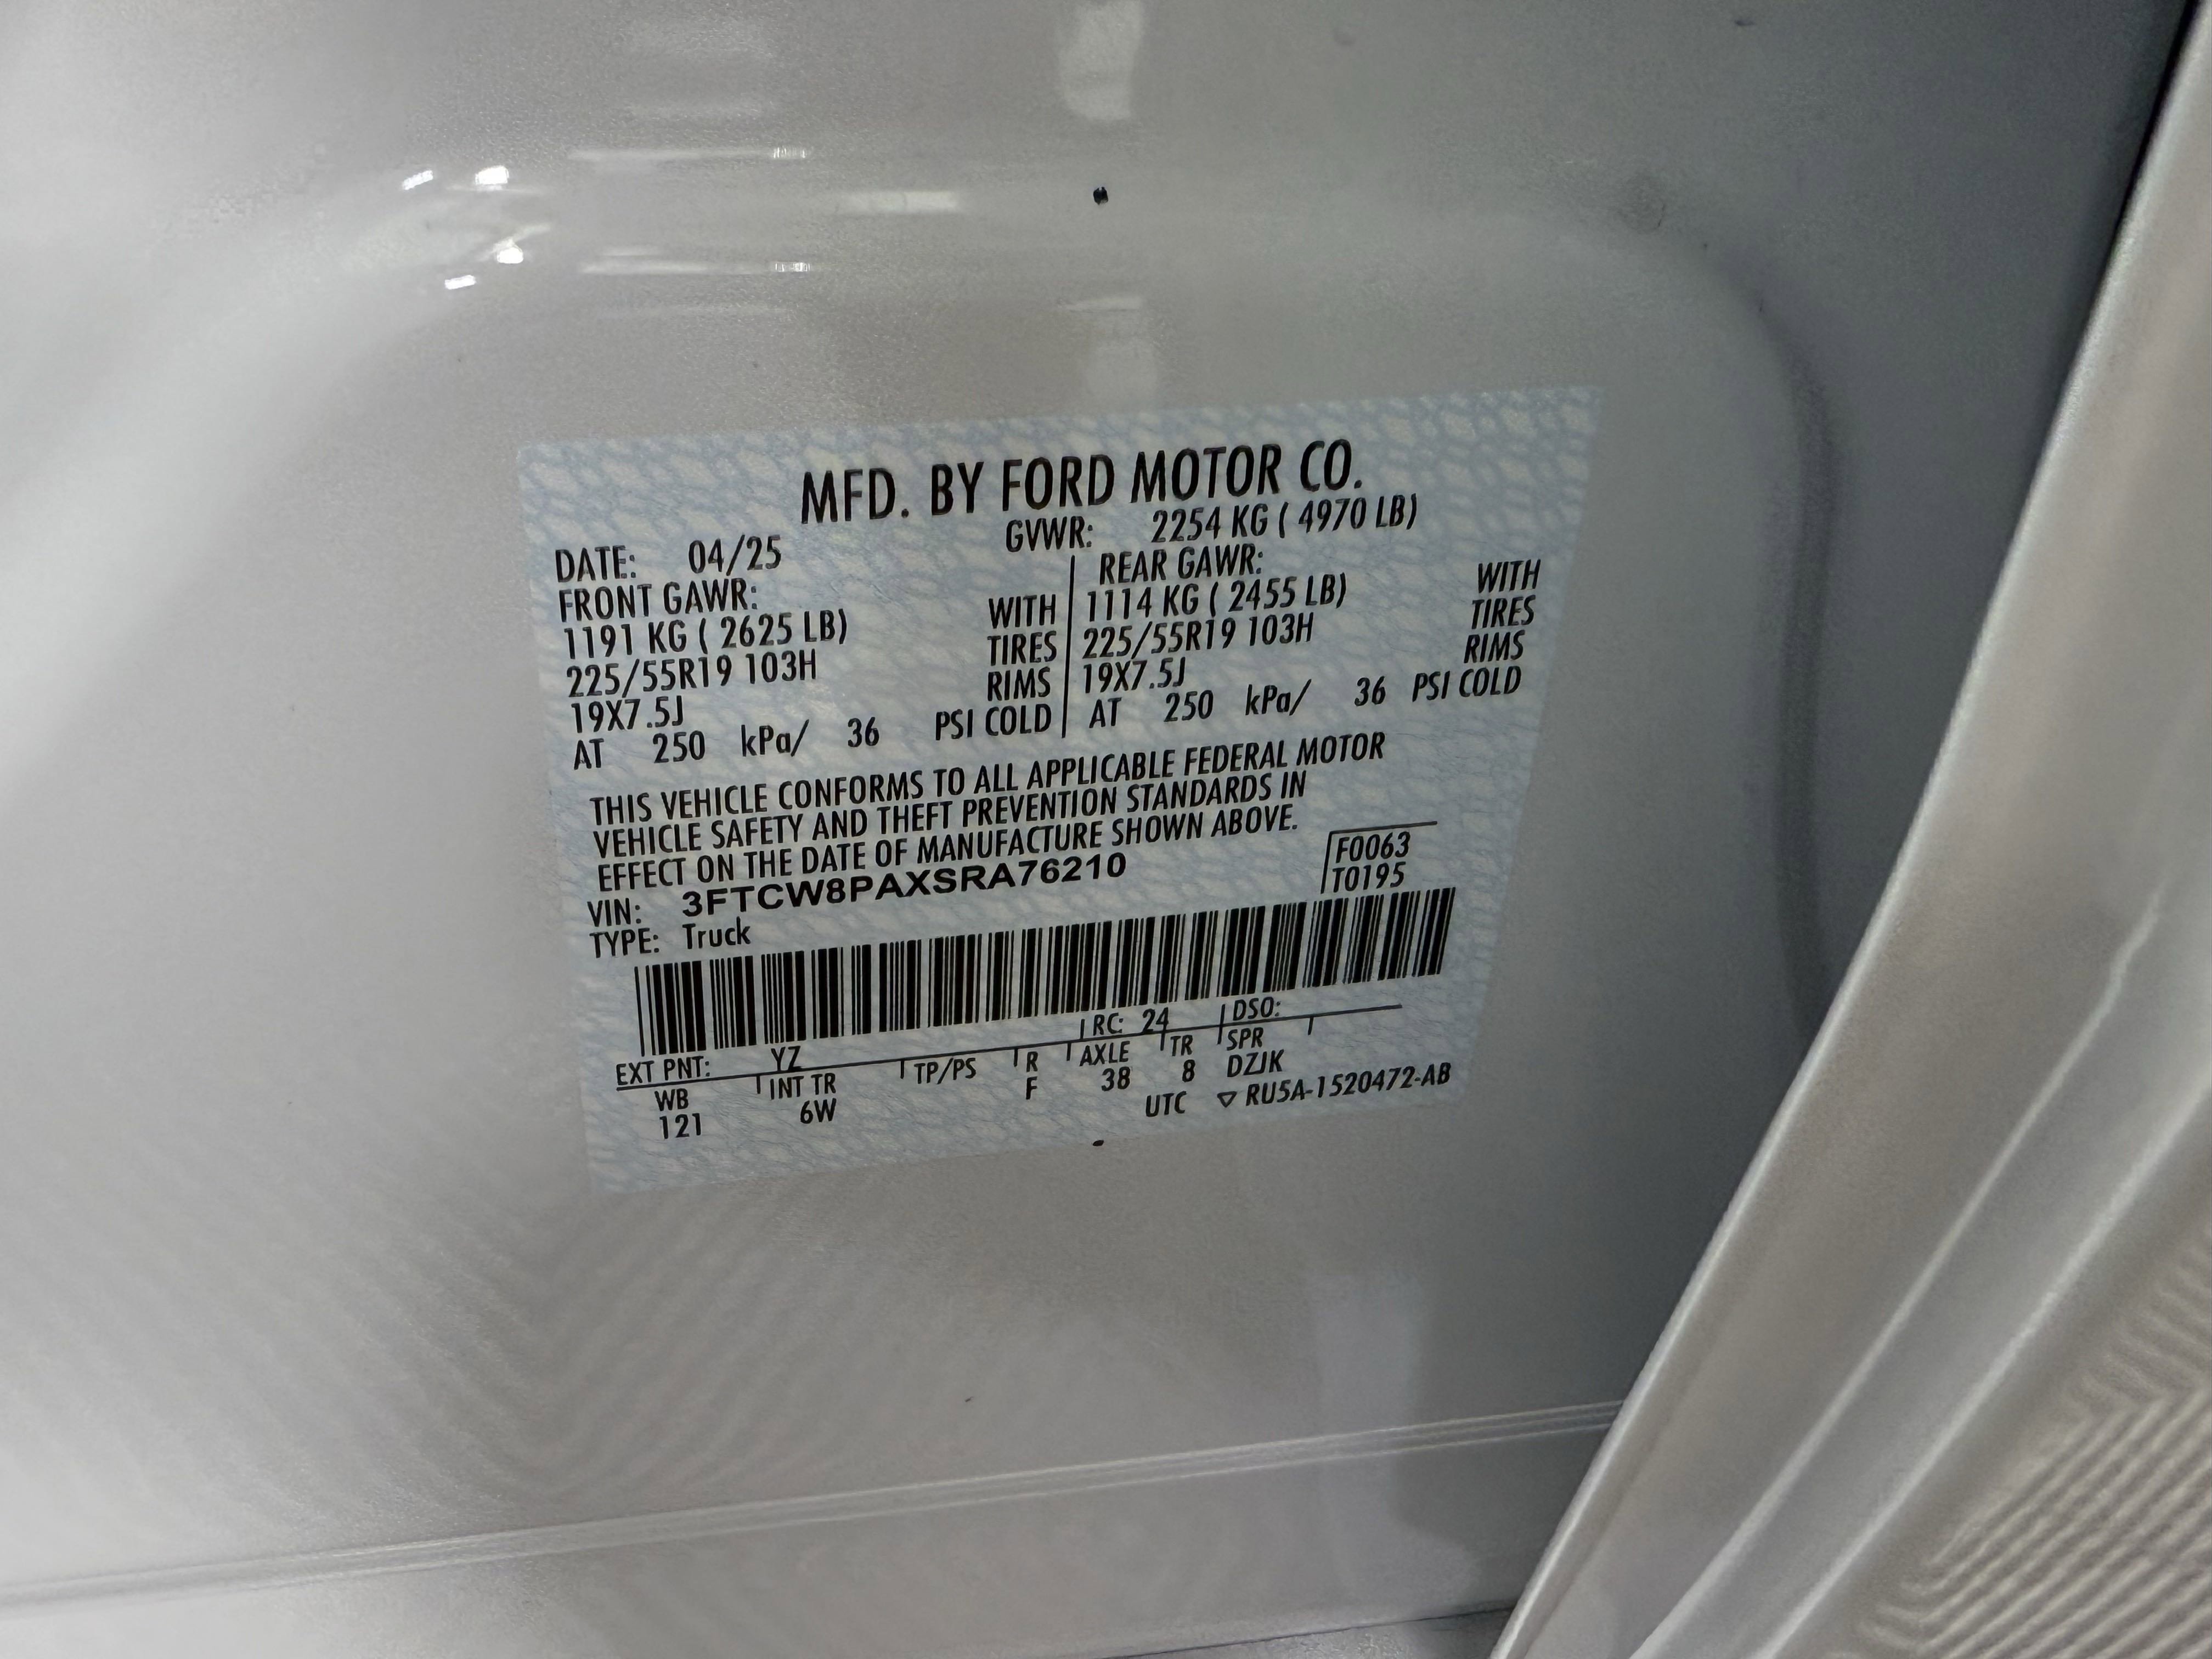 MFD. BY FORD MOTOR CO.
DATE: 04/25 GVWR: 2254 KG ( 4970 LB)
FRONT GAWR: REAR GAWR:
1191 KG ( 2625 LB) WITH 1114 KG ( 2455 LB) WITH
225/55R19 103H TIRES 225/55R19 103H TIRES
19X7.5J RIMS 19X7.5J RIMS
AT 250 kPa/ 36 PSI COLD AT 250 kPa/ 36 PSI COLD
THIS VEHICLE CONFORMS TO ALL APPLICABLE FEDERAL MOTOR
VEHICLE SAFETY AND THEFT PREVENTION STANDARDS IN
EFFECT ON THE DATE OF MANUFACTURE SHOWN ABOVE.
VIN: 3FTCW8PAXSRA76210 F0063
TYPE: Truck T0195
EXT PNT: YZ RC: 24 DSO:
WB INT TR TP/PS R AXLE TR SPR
121 6W F 38 8 DZJK
UTC ▽ RU5A-1520472-AB